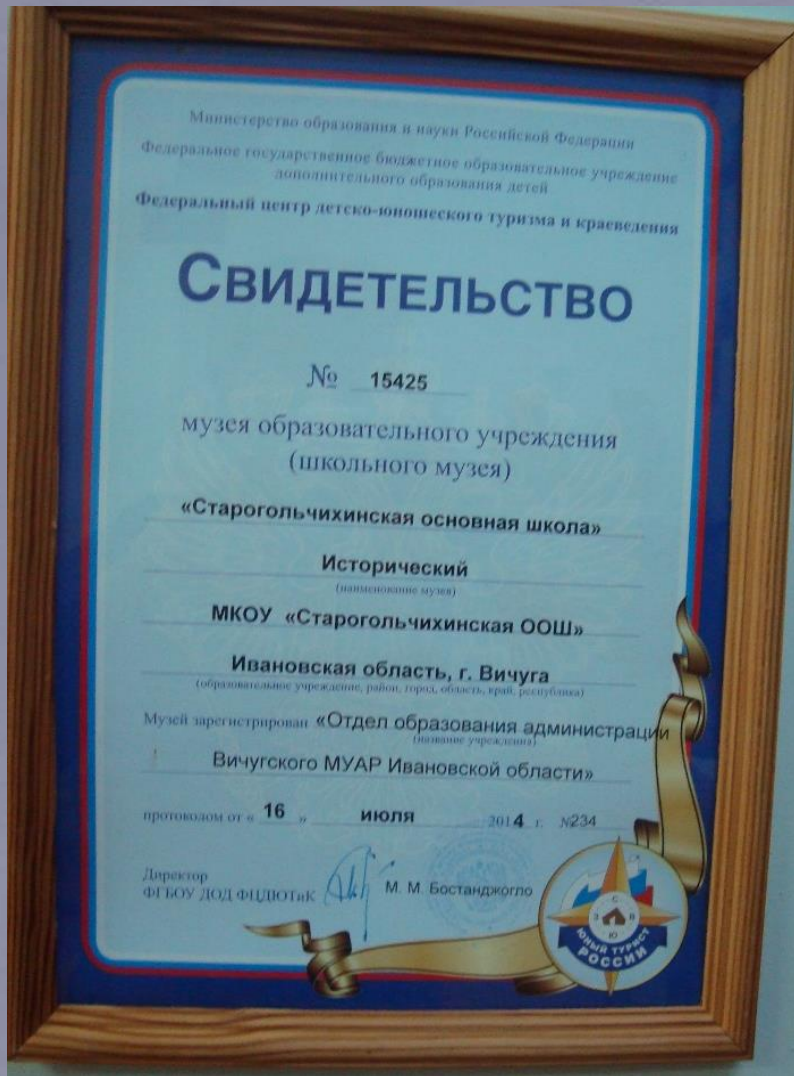 Министерство образования и науки Российской Федерации
Федеральное государственное бюджетное образовательное учреждение
дополнительного образования детей
Федеральный центр детско-юношеского туризма и краеведения
СВИДЕТЕЛЬСТВО
№ 15425
музея образовательного учреждения
(школьного музея)
«Старогольчихинская основная школа»
Исторический
(наименование музея)
МКОУ «Старогольчихинская ООШ»
Ивановская область, г. Вичуга
(образовательное учреждение, район, город, область, край, республика)
Музей зарегистрирован «Отдел образования администрации
(название учреждения)
Вичугского МУАР Ивановской области»
протоколом от « 16 » июля 2014 г. №234
Директор
ФГБОУ ДОД ФЦДЮТиК М. М. Бостанджогло
С
З В
Ю
ЮНЫЙ ТУРИСТ
РОССИИ